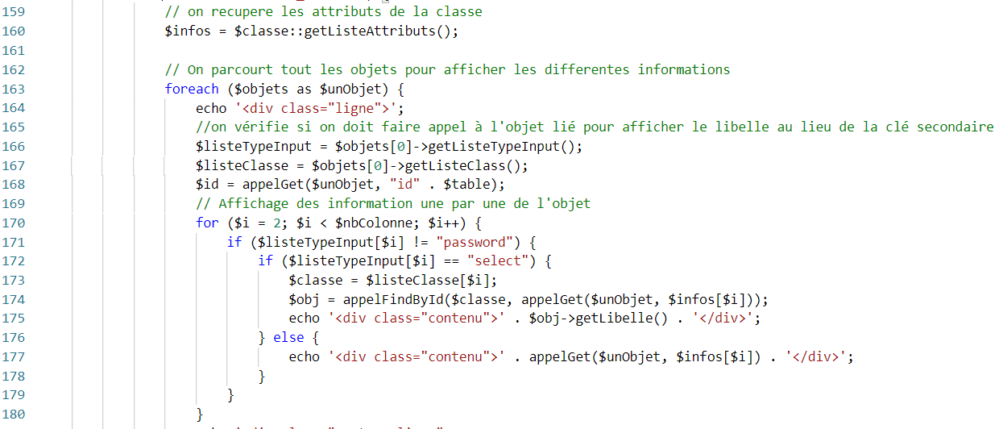 159 // on recupere les attributs de la classe
160 $infos = $classe::getListeAttributs();
161
162 // On parcourt tout les objets pour afficher les differentes informations
163 foreach ($objets as $unObjet) {
164 echo '<div class="ligne">';
165 //on vérifie si on doit faire appel à l'objet lié pour afficher le libelle au lieu de la clé secondaire
166 $listeTypeInput = $objets[0]->getListeTypeInput();
167 $listeClasse = $objets[0]->getListeClass();
168 $id = appelGet($unObjet, "id" . $table);
169 // Affichage des information une par une de l'objet
170 for ($i = 2; $i < $nbColonne; $i++) {
171 if ($listeTypeInput[$i] != "password") {
172 if ($listeTypeInput[$i] == "select") {
173 $classe = $listeClasse[$i];
174 $obj = appelFindById($classe, appelGet($unObjet, $infos[$i]));
175 echo '<div class="contenu">' . $obj->getLibelle() . '</div>';
176 } else {
177 echo '<div class="contenu">' . appelGet($unObjet, $infos[$i]) . '</div>';
178 }
179 }
180 }